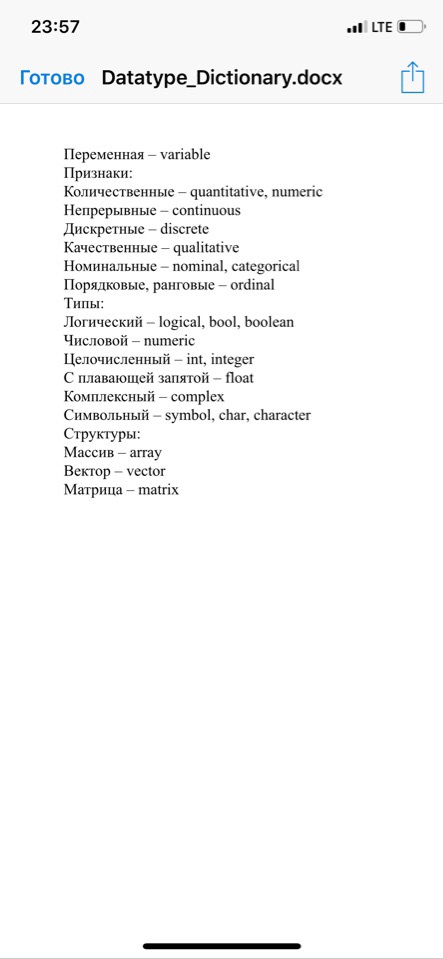 23:57
LTE
Готово Datatype_Dictionary.docx
Переменная – variable
Признаки:
Количественные – quantitative, numeric
Непрерывные – continuous
Дискретные – discrete
Качественные – qualitative
Номинальные – nominal, categorical
Порядковые, ранговые – ordinal
Типы:
Логический – logical, bool, boolean
Числовой – numeric
Целочисленный – int, integer
С плавающей запятой – float
Комплексный – complex
Символьный – symbol, char, character
Структуры:
Массив – array
Вектор – vector
Матрица – matrix